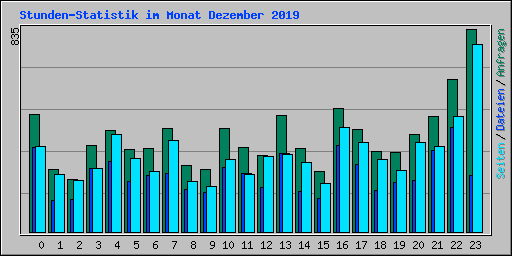 Stunden-Statistik im Monat Dezember 2019
835
Seiten / Dateien / Anfragen
0 1 2 3 4 5 6 7 8 9 10 11 12 13 14 15 16 17 18 19 20 21 22 23